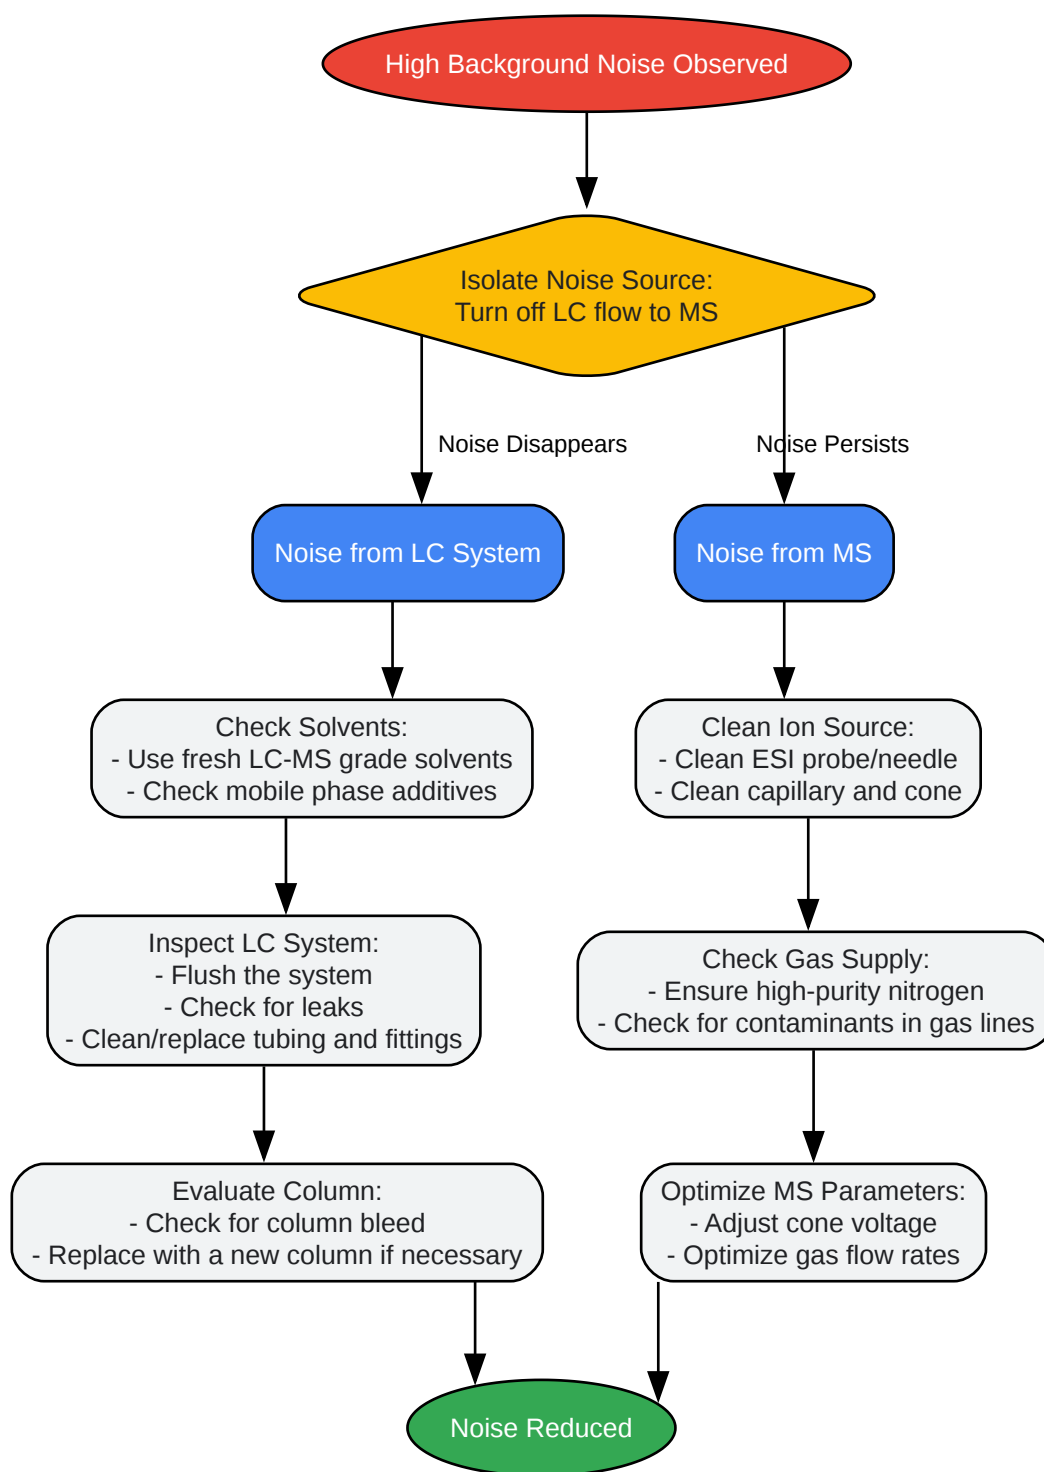 High Background Noise Observed
Isolate Noise Source:
Turn off LC flow to MS
Noise Disappears
Noise Persists
Noise from LC System
Noise from MS
Check Solvents:
- Use fresh LC-MS grade solvents
- Check mobile phase additives
Clean Ion Source:
- Clean ESI probe/needle
- Clean capillary and cone
Inspect LC System:
- Flush the system
- Check for leaks
- Clean/replace tubing and fittings
Check Gas Supply:
- Ensure high-purity nitrogen
- Check for contaminants in gas lines
Evaluate Column:
- Check for column bleed
- Replace with a new column if necessary
Optimize MS Parameters:
- Adjust cone voltage
- Optimize gas flow rates
Noise Reduced